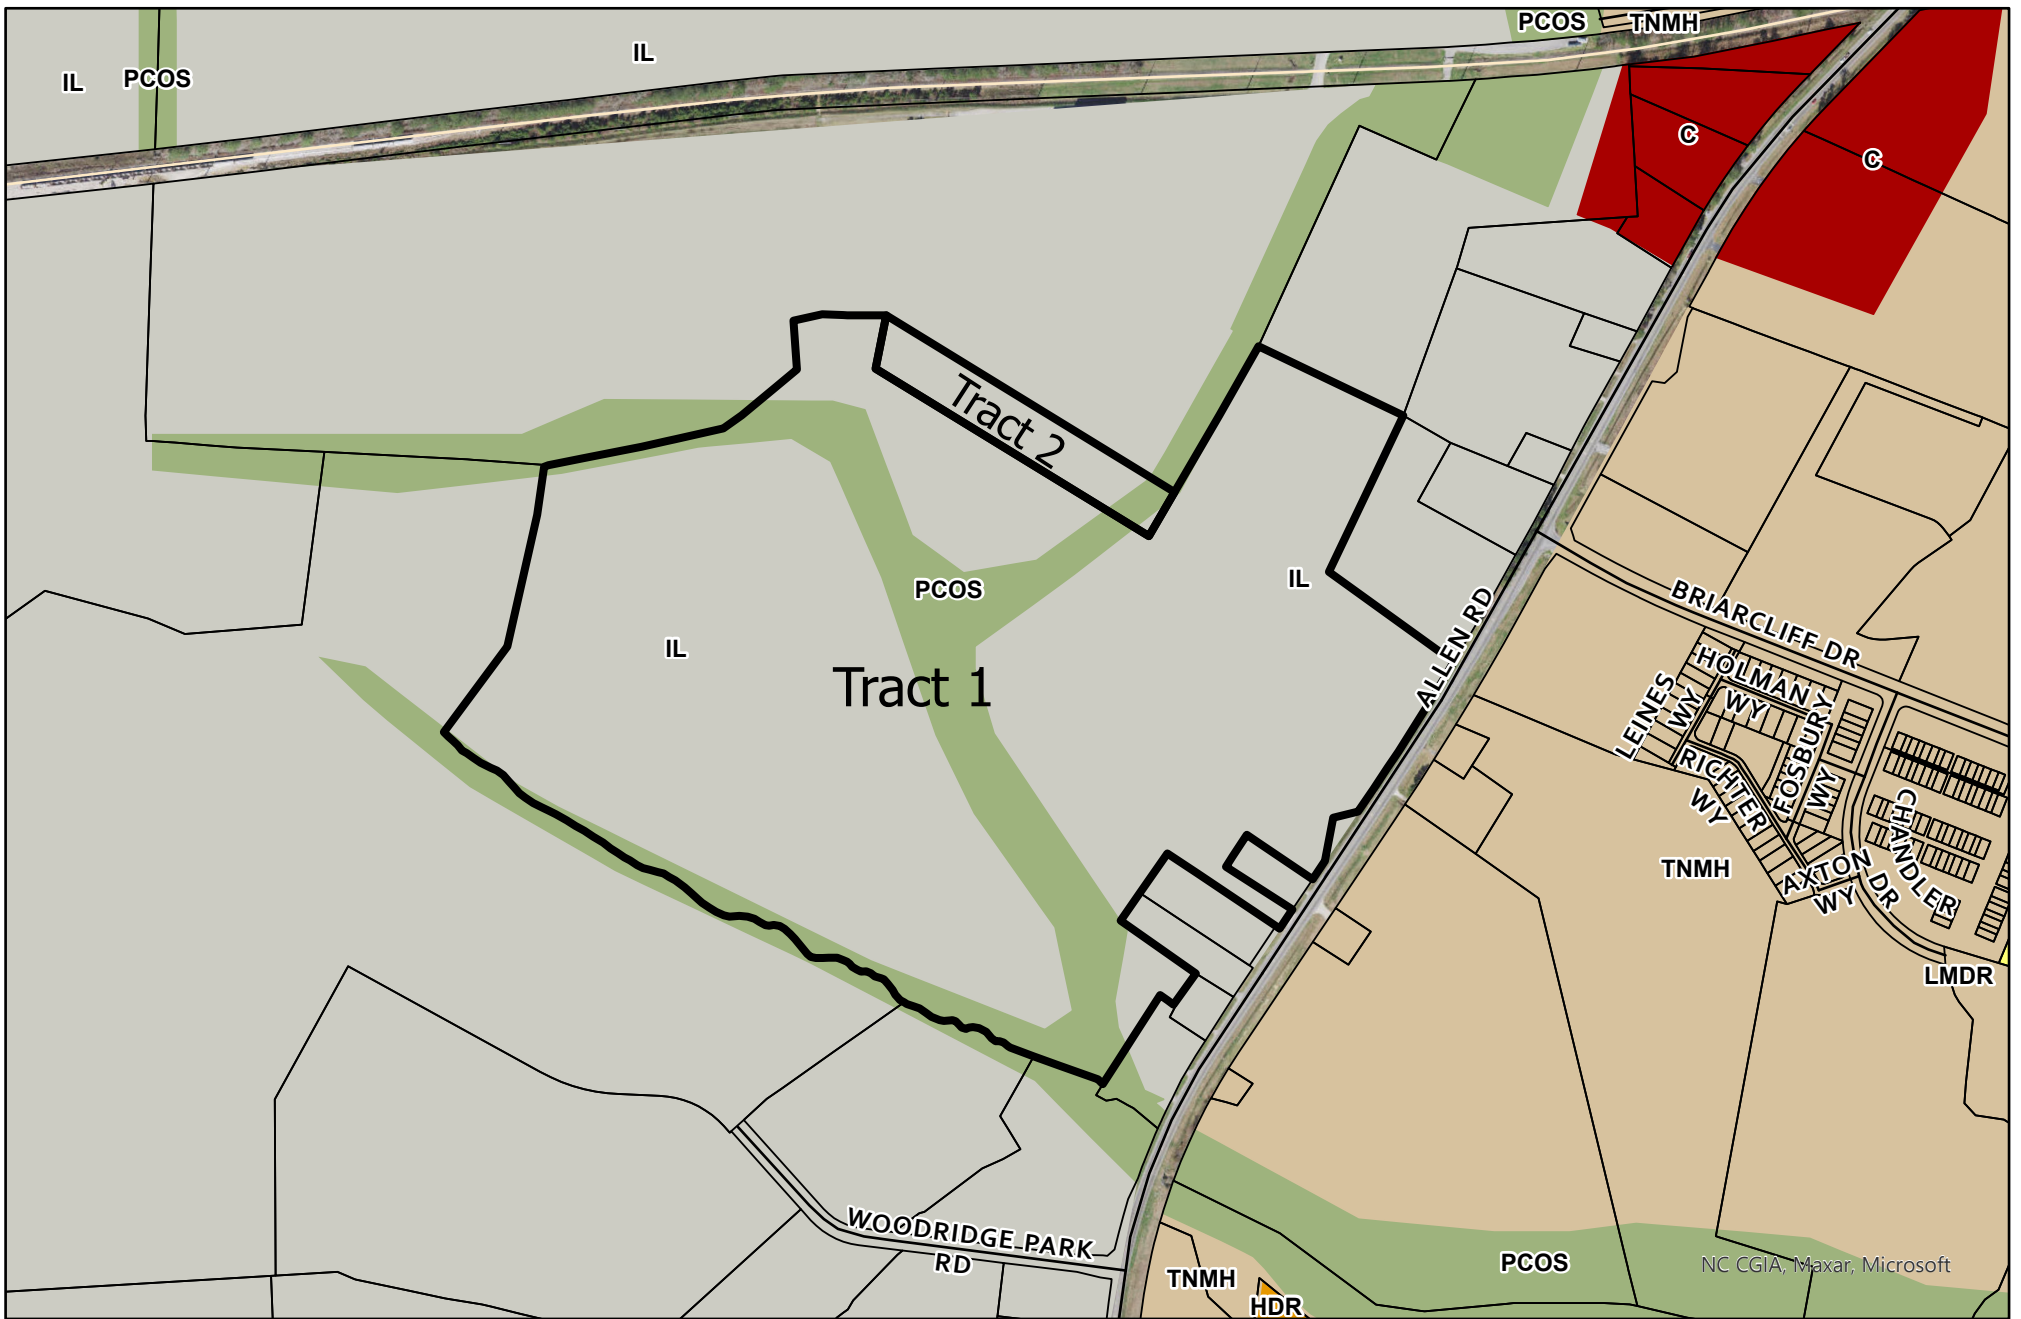 PCOS
TNMH
IL
IL
PCOS
C
C
Tract 2
IL
PCOS
BRIARCLIFF DR
ALLEN RD
IL
HOLMAN
WY
LEINES
WY
Tract 1
FOSBURY
WY
RICHTER
WY
CHANDLER
DR
TNMH
AXTON
WY
LMDR
WOODRIDGE PARK
RD
PCOS
NC CGIA, Maxar, Microsoft
TNMH
HDR